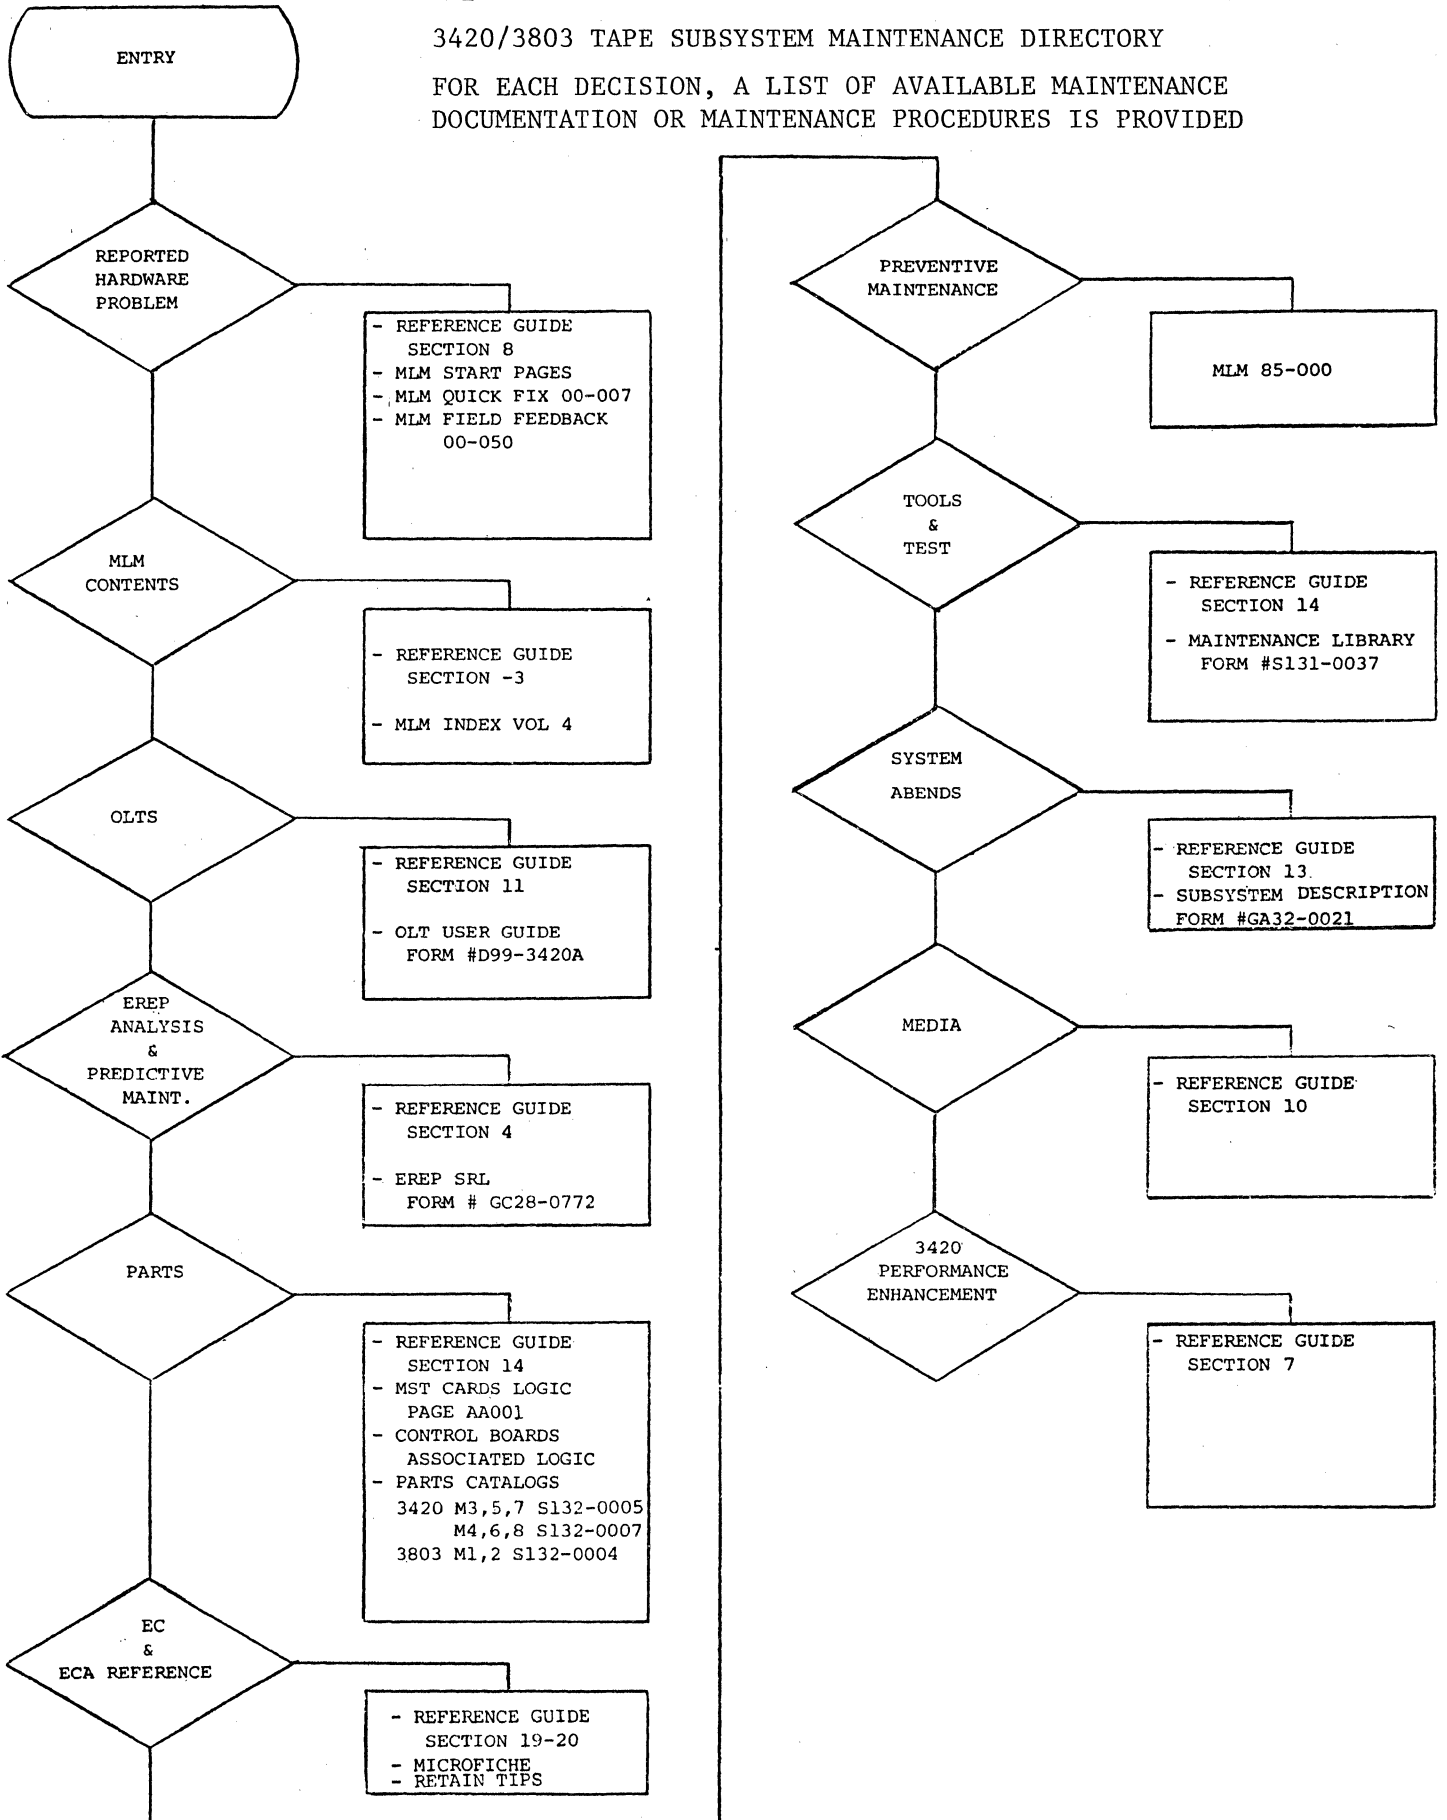 3420/3803 TAPE SUBSYSTEM MAINTENANCE DIRECTORY
FOR EACH DECISION, A LIST OF AVAILABLE MAINTENANCE
DOCUMENTATION OR MAINTENANCE PROCEDURES IS PROVIDED
ENTRY
REPORTED
HARDWARE
PROBLEM
- REFERENCE GUIDE
SECTION 8
- MLM START PAGES
- MLM QUICK FIX 00-007
- MLM FIELD FEEDBACK
00-050
MLM
CONTENTS
- REFERENCE GUIDE
SECTION -3
- MLM INDEX VOL 4
OLTS
- REFERENCE GUIDE
SECTION 11
- OLT USER GUIDE
FORM #D99-3420A
EREP
ANALYSIS
&
PREDICTIVE
MAINT.
- REFERENCE GUIDE
SECTION 4
- EREP SRL
FORM # GC28-0772
PARTS
- REFERENCE GUIDE
SECTION 14
- MST CARDS LOGIC
PAGE AA001
- CONTROL BOARDS
ASSOCIATED LOGIC
- PARTS CATALOGS
3420 M3,5,7 S132-0005
M4,6,8 S132-0007
3803 M1,2 S132-0004
EC
&
ECA REFERENCE
- REFERENCE GUIDE
SECTION 19-20
- MICROFICHE
- RETAIN TIPS
PREVENTIVE
MAINTENANCE
MLM 85-000
TOOLS
&
TEST
- REFERENCE GUIDE
SECTION 14
- MAINTENANCE LIBRARY
FORM #S131-0037
SYSTEM
ABENDS
- REFERENCE GUIDE
SECTION 13.
- SUBSYSTEM DESCRIPTION
FORM #GA32-0021
MEDIA
- REFERENCE GUIDE
SECTION 10
3420
PERFORMANCE
ENHANCEMENT
- REFERENCE GUIDE
SECTION 7